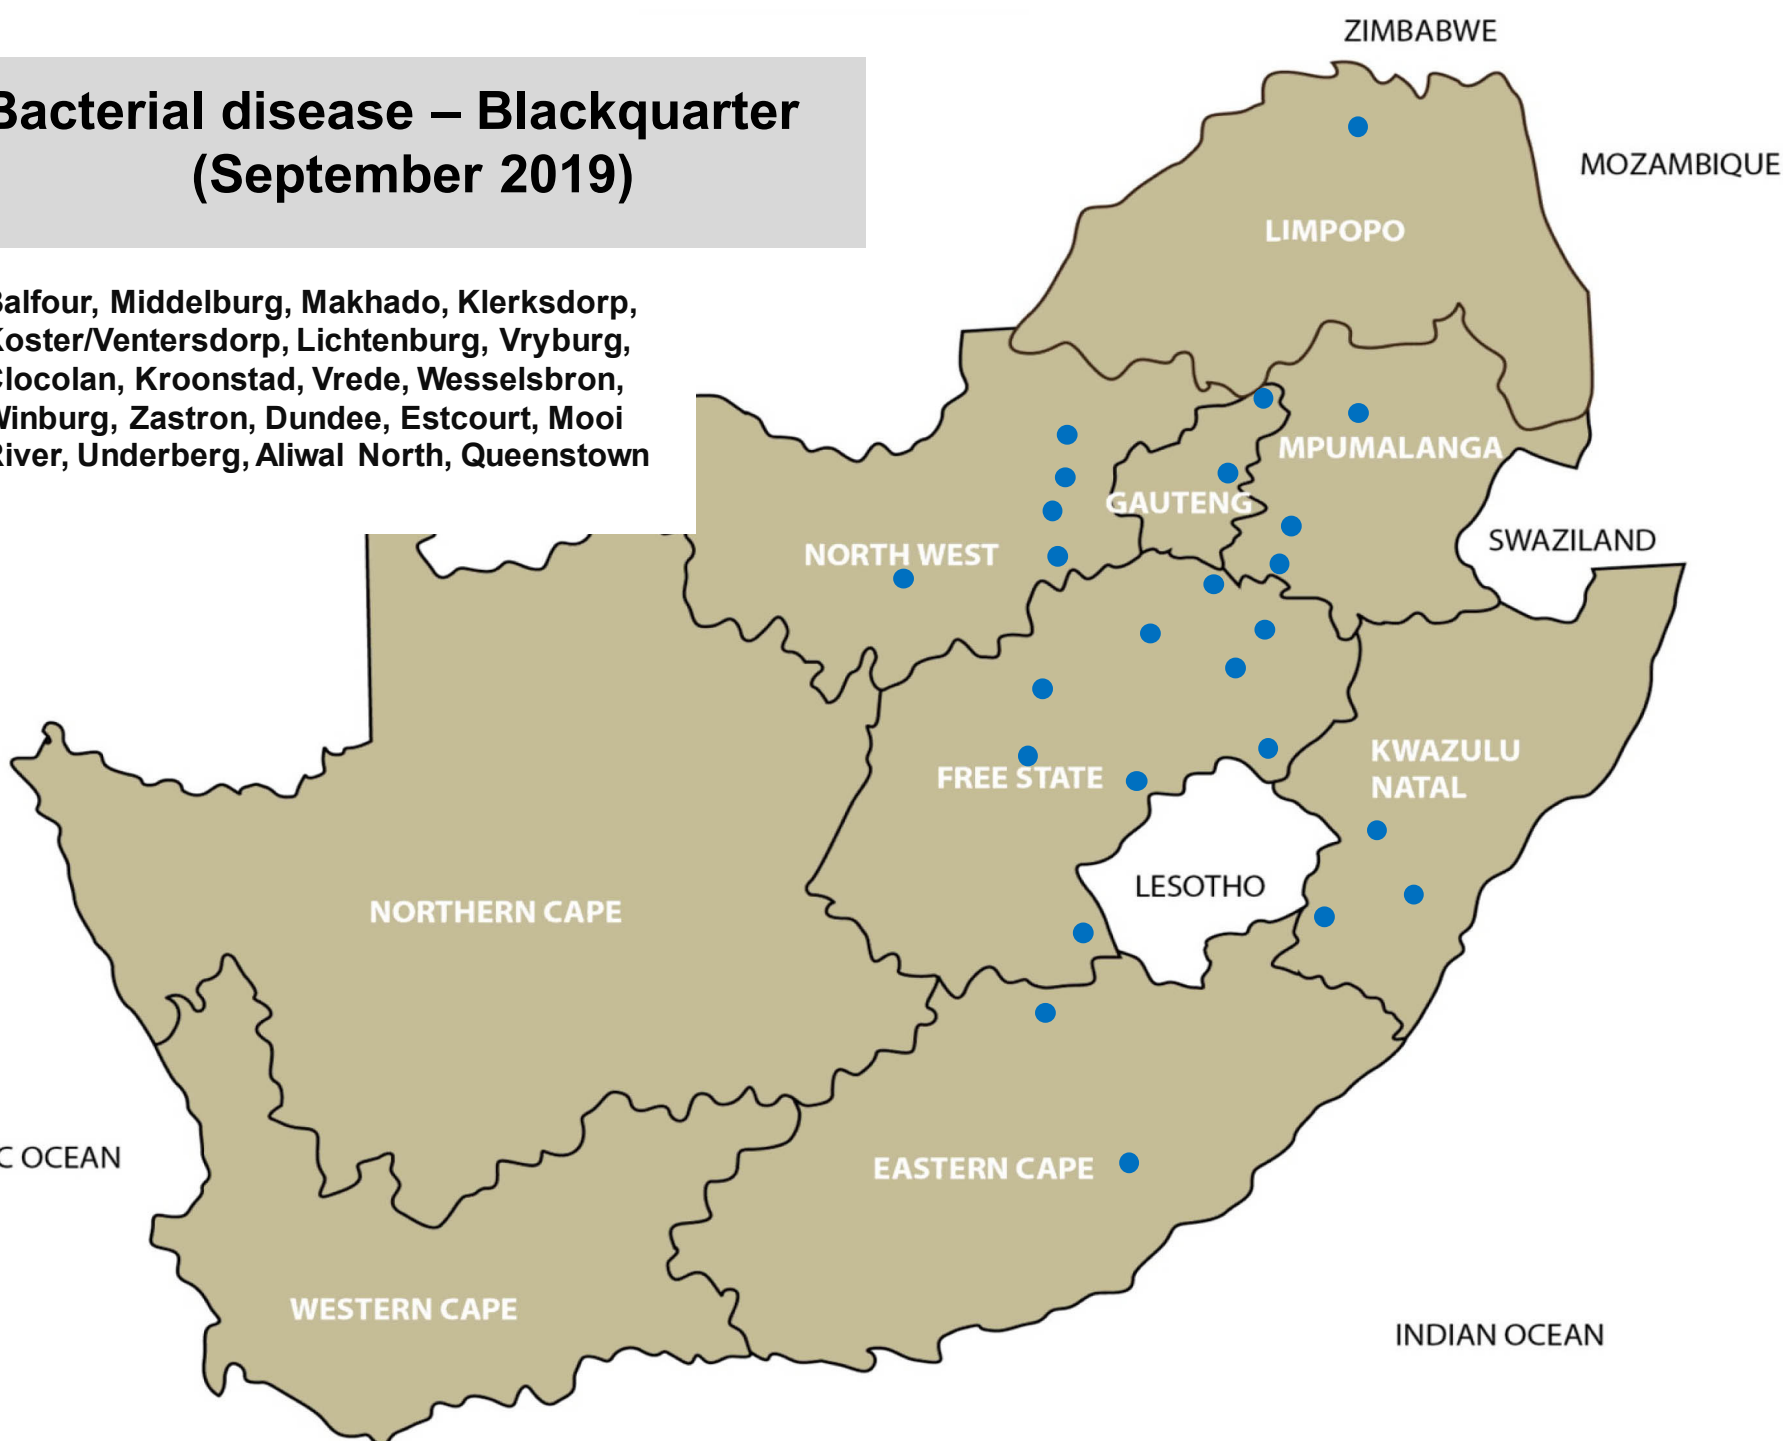 Bacterial disease – Blackquarter
(September 2019)
Balfour, Middelburg, Makhado, Klerksdorp,
Koster/Ventersdorp, Lichtenburg, Vryburg,
Clocolan, Kroonstad, Vrede, Wesselsbron,
Winburg, Zastron, Dundee, Estcourt, Mooi
River, Underberg, Aliwal North, Queenstown
ZIMBABWE
MOZAMBIQUE
LIMPOPO
MPUMALANGA
GAUTENG
SWAZILAND
NORTH WEST
KWAZULU
NATAL
FREE STATE
LESOTHO
NORTHERN CAPE
C OCEAN
EASTERN CAPE
WESTERN CAPE
INDIAN OCEAN